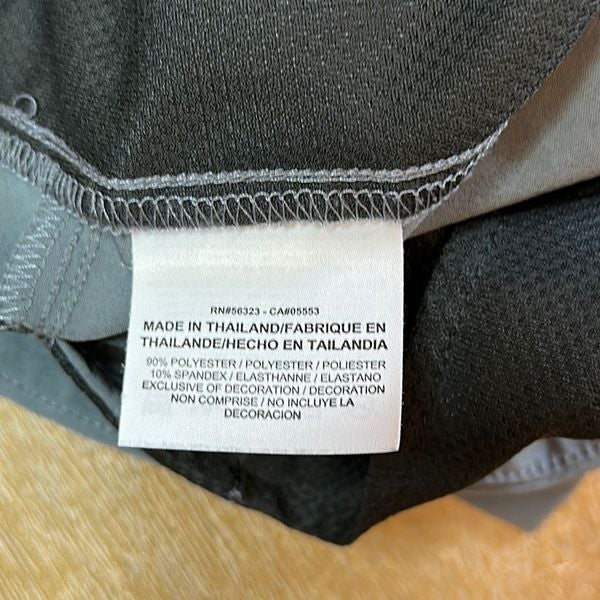 RN#56323 - CA#05553
MADE IN THAILAND/FABRIQUE EN
THAILANDE/HECHO EN TAILANDIA
90% POLYESTER / POLYESTER / POLIESTER
10% SPANDEX / ELASTHANNE / ELASTANO
EXCLUSIVE OF DECORATION / DECORATION
NON COMPRISE / NO INCLUYE LA
DECORACION